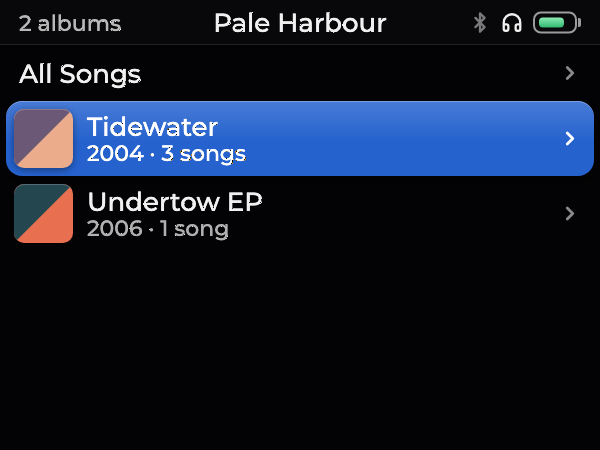 2 albums
Pale Harbour
All Songs
Tidewater
2004 · 3 songs
Undertow EP
2006 · 1 song